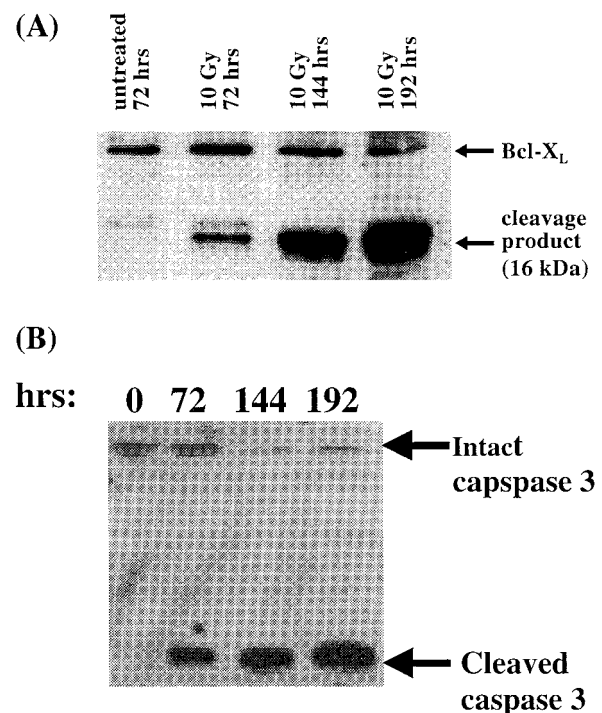 (A)
untreated
72 hrs
10 Gy
72 hrs
10 Gy
144 hrs
10 Gy
192 hrs
Bcl-XL
cleavage
product
(16 kDa)
(B)
hrs: 0 72 144 192
Intact
capspase 3
Cleaved
caspase 3